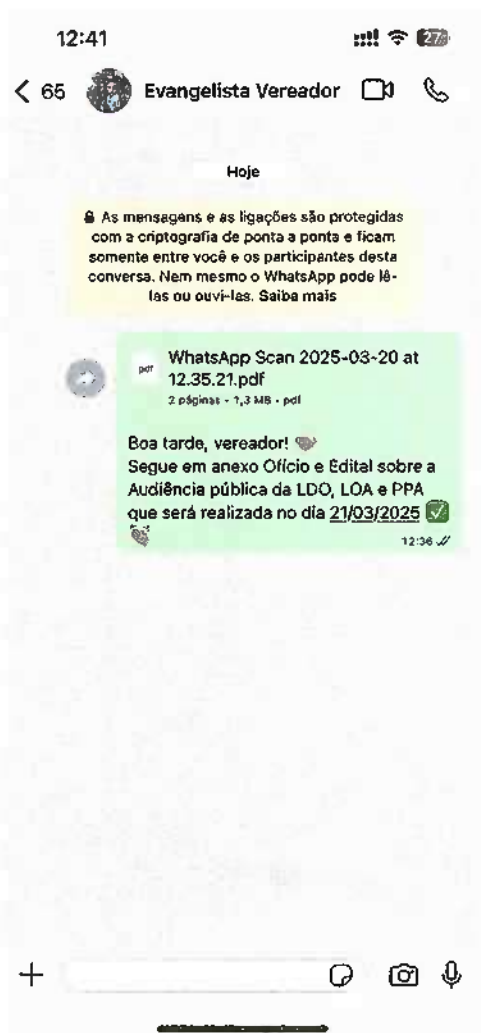 12:41
27
65 Evangelista Vereador
Hoje
As mensagens e as ligações são protegidas
com a criptografia de ponta a ponta e ficam
somente entre você e os participantes desta
conversa. Nem mesmo o WhatsApp pode lê-
las ou ouvi-las. Saiba mais
pdf
WhatsApp Scan 2025-03-20 at
12.35.21.pdf
2 páginas • 1,3 MB • pdf
Boa tarde, vereador! 🤝
Segue em anexo Ofício e Edital sobre a
Audiência pública da LDO, LOA e PPA
que será realizada no dia 21/03/2025 ✅
👏
12:36